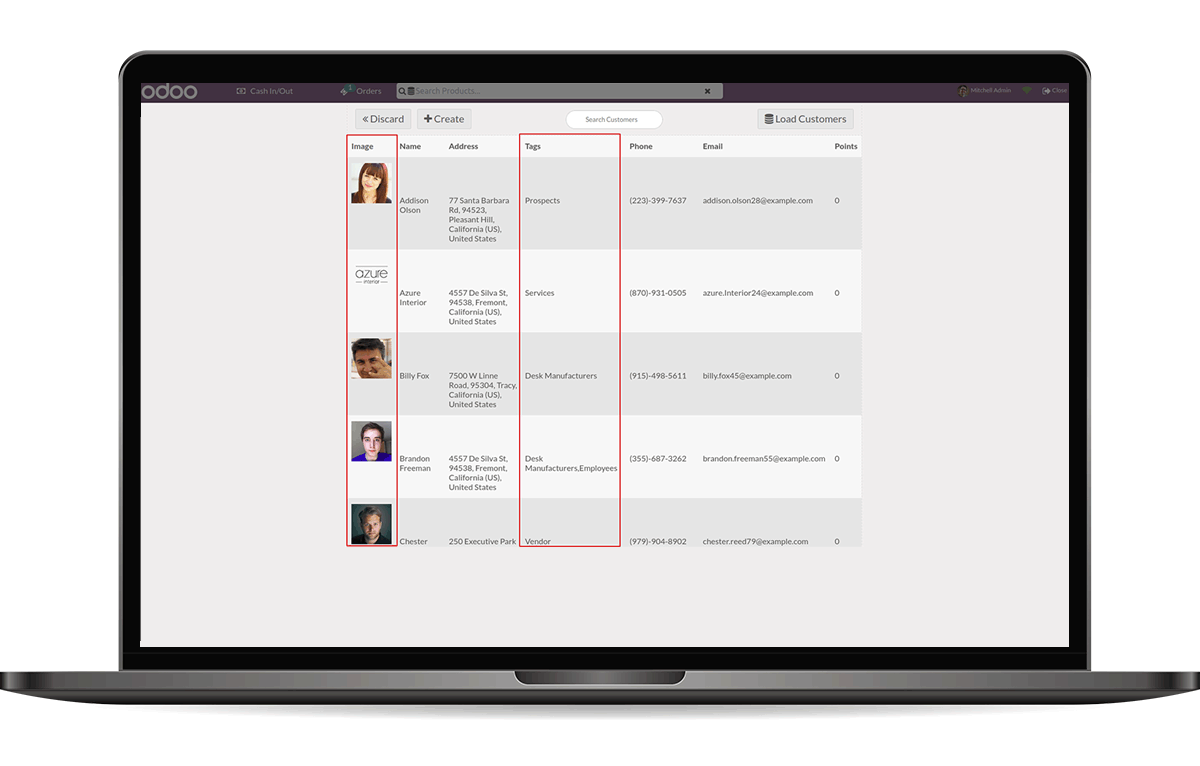 odoo Cash In/Out 1 Orders Search Products... Mitchell Admin Close
Discard Create Search Customers Load Customers
Image Name Address Tags Phone Email Points
Addison
Olson
77 Santa Barbara
Rd, 94523,
Pleasant Hill,
California (US),
United States
Prospects
(223)-399-7637
addison.olson28@example.com
0
azure
interior
Azure
Interior
4557 De Silva St,
94538, Fremont,
California (US),
United States
Services
(870)-931-0505
azure.Interior24@example.com
0
Billy Fox
7500 W Linne
Road, 95304, Tracy,
California (US),
United States
Desk Manufacturers
(915)-498-5611
billy.fox45@example.com
0
Brandon
Freeman
4557 De Silva St,
94538, Fremont,
California (US),
United States
Desk
Manufacturers,Employees
(355)-687-3262
brandon.freeman55@example.com
0
Chester
250 Executive Park
Vendor
(979)-904-8902
chester.reed79@example.com
0